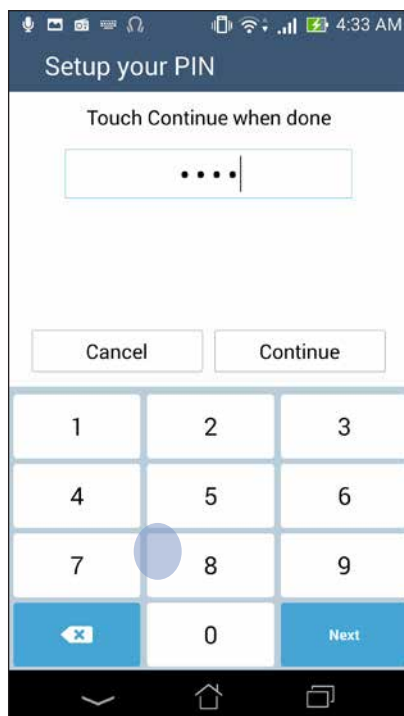 4:33 AM
Setup your PIN
Touch Continue when done
••••
Cancel Continue
1 2 3
4 5 6
7 8 9
0 Next